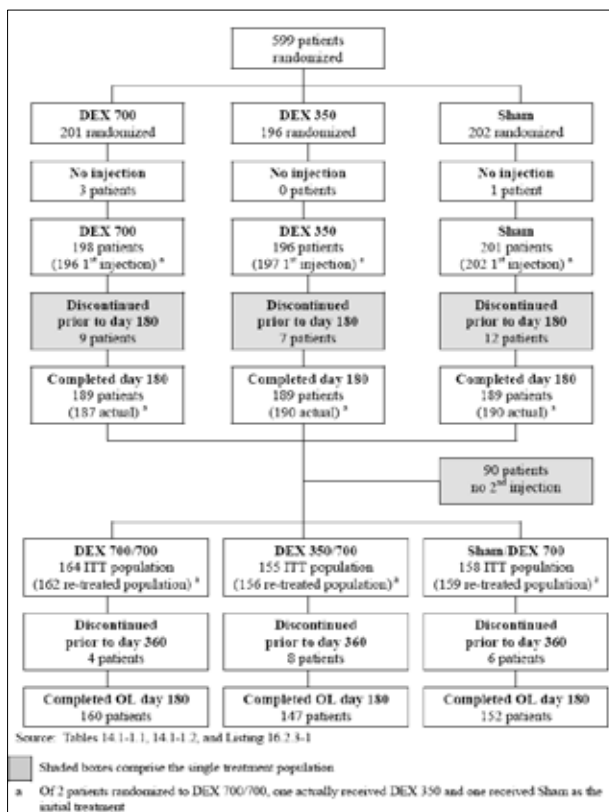 599 patients
randomized
DEX 700
201 randomized
DEX 350
196 randomized
Sham
202 randomized
No injection
3 patients
No injection
0 patients
No injection
1 patient
DEX 700
198 patients
(196 1st injection) a
DEX 350
196 patients
(197 1st injection) a
Sham
201 patients
(202 1st injection) a
Discontinued
prior to day 180
9 patients
Discontinued
prior to day 180
7 patients
Discontinued
prior to day 180
12 patients
Completed day 180
189 patients
(187 actual) a
Completed day 180
189 patients
(190 actual) a
Completed day 180
189 patients
(190 actual) a
90 patients
no 2nd injection
DEX 700/700
164 ITT population
(162 re-treated population) a
DEX 350/700
155 ITT population
(156 re-treated population) a
Sham/DEX 700
158 ITT population
(159 re-treated population) a
Discontinued
prior to day 360
4 patients
Discontinued
prior to day 360
8 patients
Discontinued
prior to day 360
6 patients
Completed OL day 180
160 patients
Completed OL day 180
147 patients
Completed OL day 180
152 patients
Source: Tables 14.1-1.1, 14.1-1.2, and Listing 16.2.3-1
Shaded boxes comprise the single treatment population
a Of 2 patients randomized to DEX 700/700, one actually received DEX 350 and one received Sham as the
initial treatment